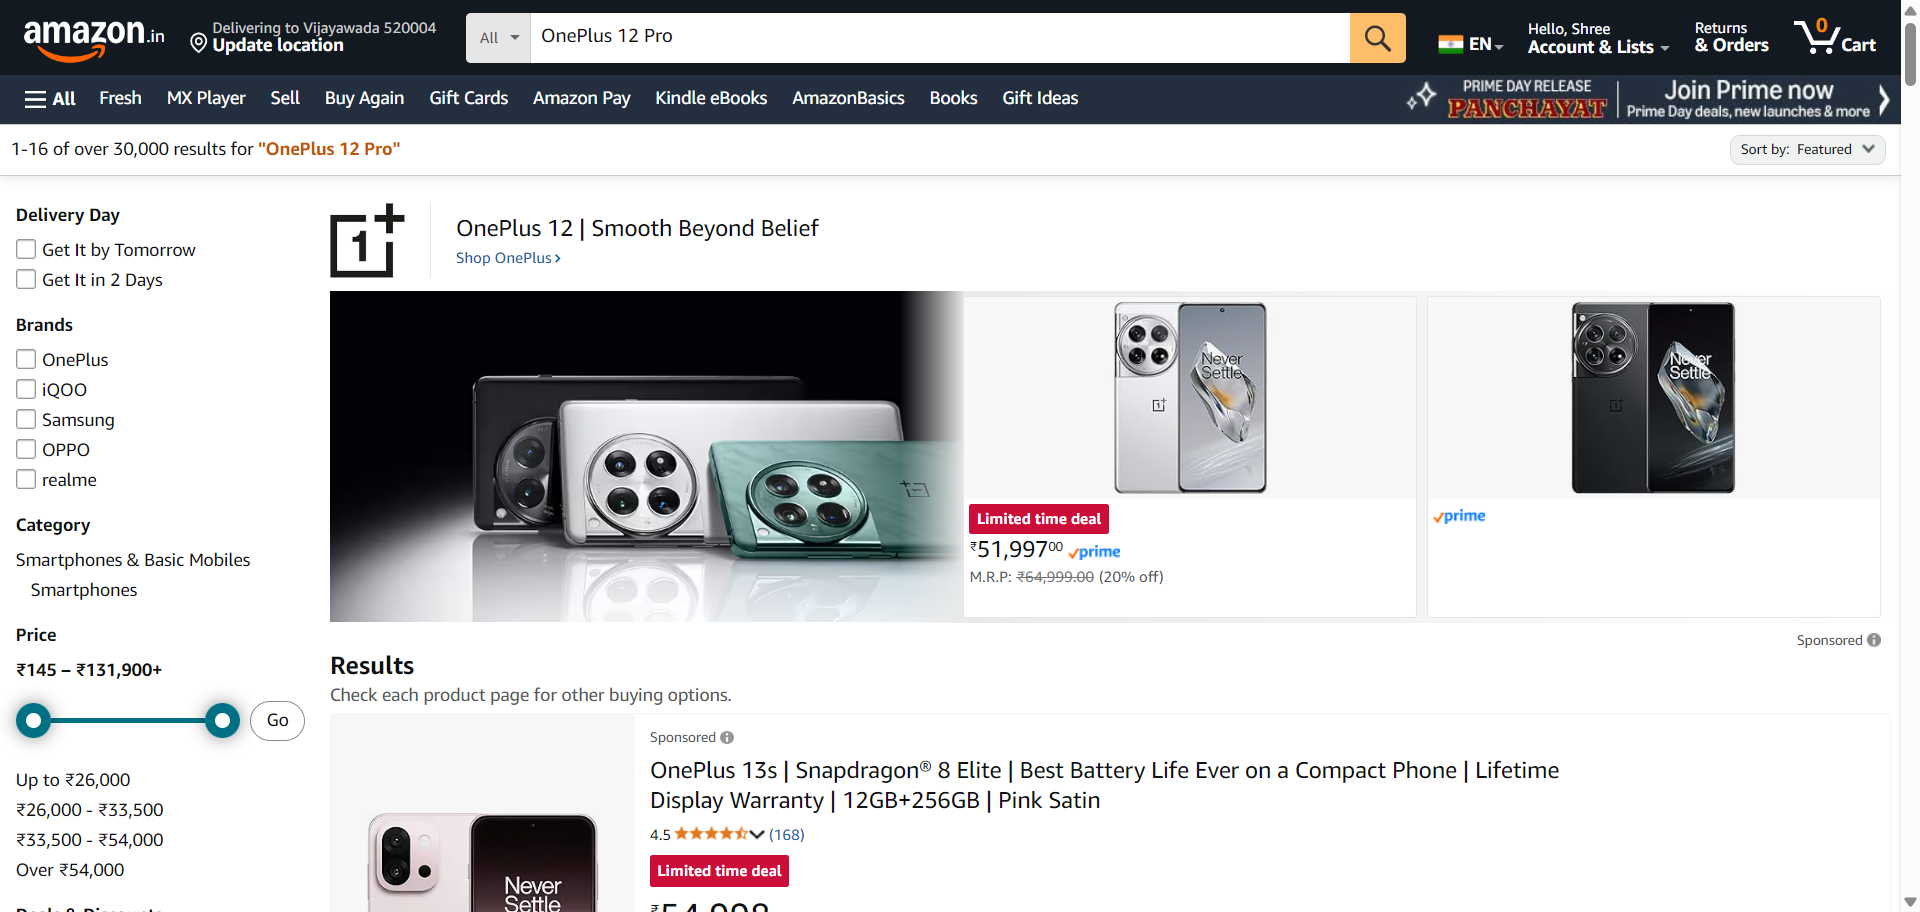 amazon.in
Delivering to Vijayawada 520004
Update location
All
OnePlus 12 Pro
EN
Hello, Shree
Account & Lists
Returns
& Orders
0
Cart
All
Fresh
MX Player
Sell
Buy Again
Gift Cards
Amazon Pay
Kindle eBooks
AmazonBasics
Books
Gift Ideas
PRIME DAY RELEASE
PANCHAYAT
Join Prime now
Prime Day deals, new launches & more
1-16 of over 30,000 results for "OnePlus 12 Pro"
Sort by: Featured
Delivery Day
Get It by Tomorrow
Get It in 2 Days
Brands
OnePlus
iQOO
Samsung
OPPO
realme
Category
Smartphones & Basic Mobiles
Smartphones
Price
₹145 – ₹131,900+
Go
Up to ₹26,000
₹26,000 - ₹33,500
₹33,500 - ₹54,000
Over ₹54,000
1+
OnePlus 12 | Smooth Beyond Belief
Shop OnePlus ›
Never
Settle
Limited time deal
₹51,997.00 prime
M.R.P: ₹64,999.00 (20% off)
Never
Settle
prime
Sponsored
Results
Check each product page for other buying options.
Never
Settle
Sponsored
OnePlus 13s | Snapdragon® 8 Elite | Best Battery Life Ever on a Compact Phone | Lifetime
Display Warranty | 12GB+256GB | Pink Satin
4.5 (168)
Limited time deal
₹54,998